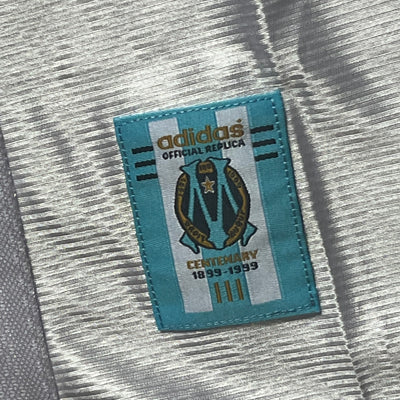 adidas
OFFICIAL REPLICA
CENTENARY
1899-1999